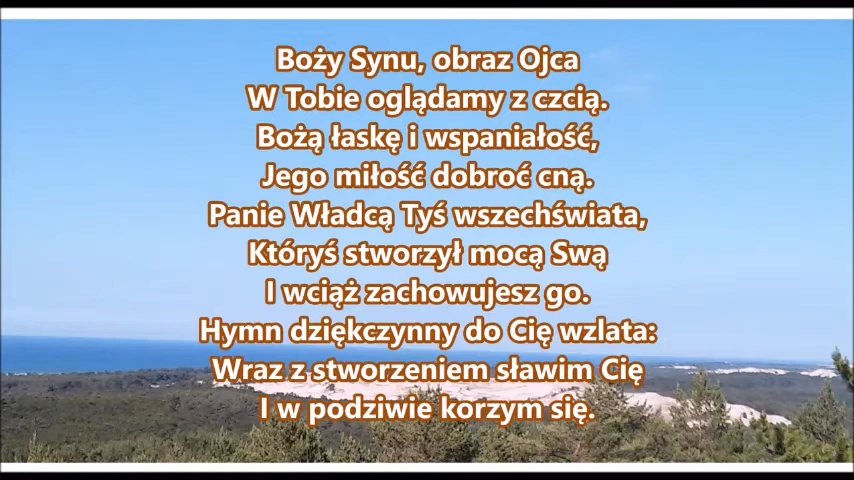 Boży Synu, obraz Ojca
W Tobie oglądamy z czcią.
Bożą łaskę i wspaniałość,
Jego miłość dobroć cną.
Panie Władcą Tyś wszechświata,
Któryś stworzył mocą Swą
I wciąż zachowujesz go.
Hymn dziękczynny do Cię wzlata:
Wraz z stworzeniem sławim Cię
I w podziwie korzym się.